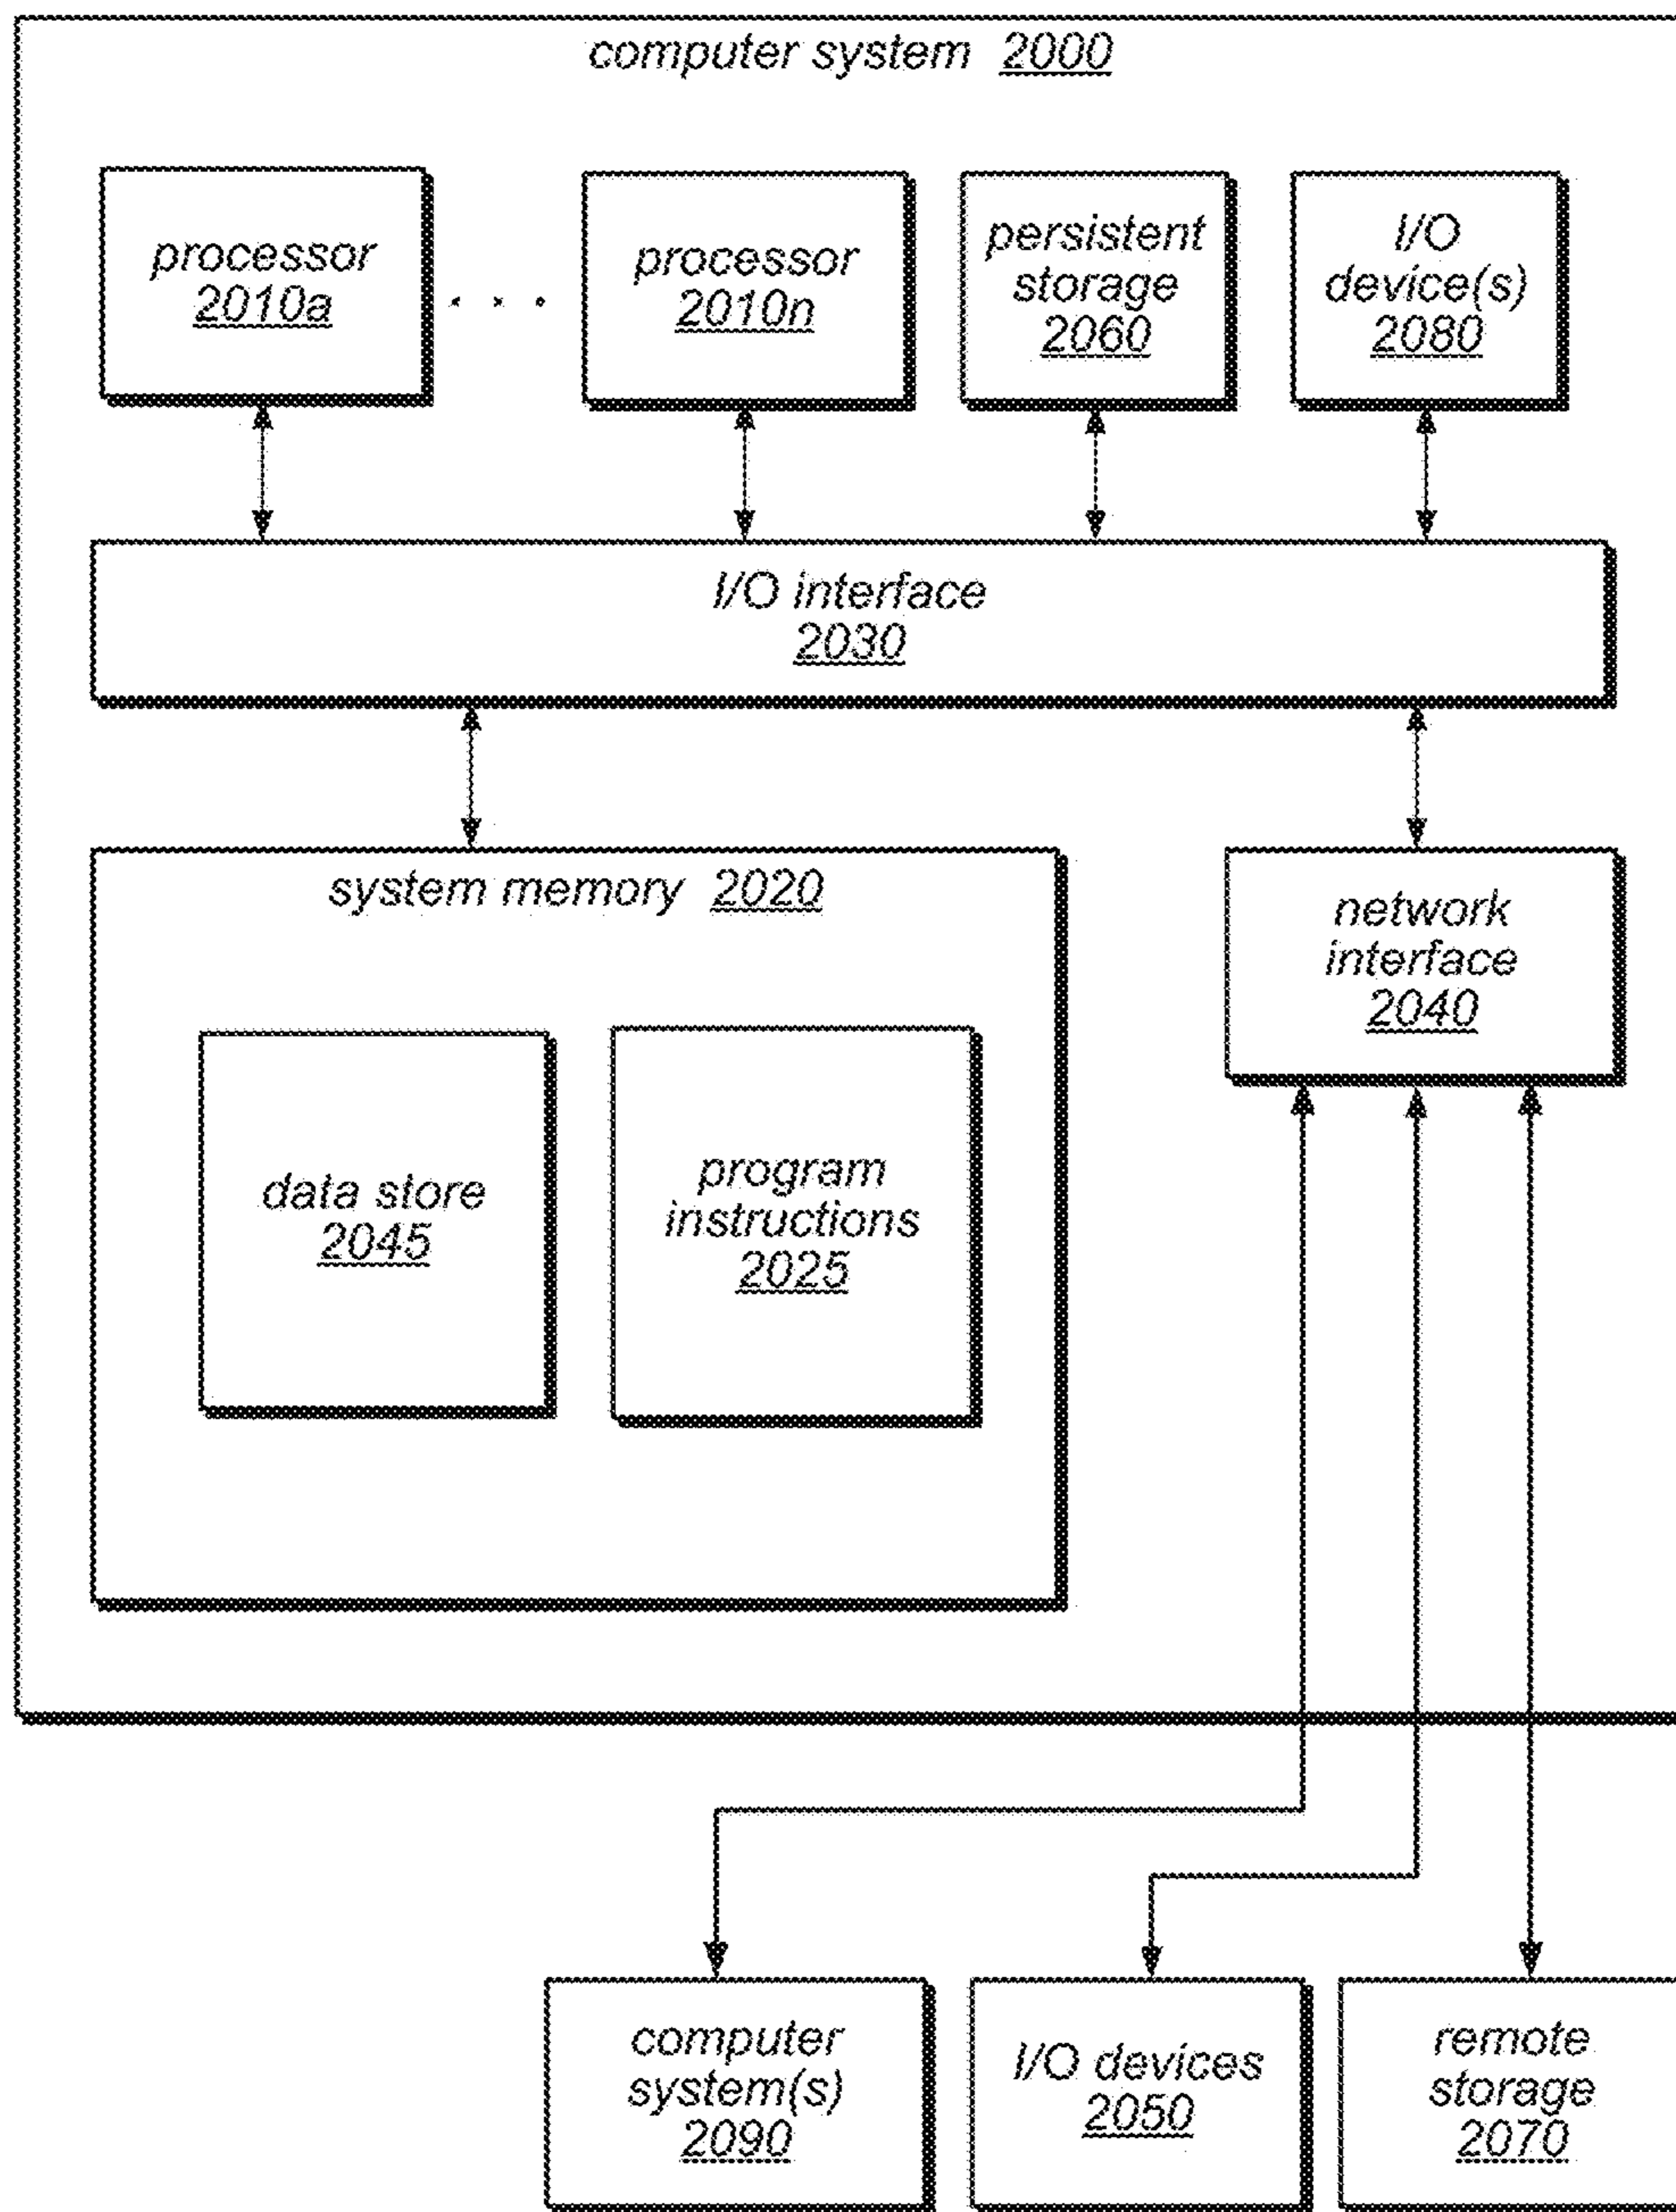 computer system 2000
processor
2010a
. . .
processor
2010n
persistent
storage
2060
I/O
device(s)
2080
I/O interface
2030
system memory 2020
network
interface
2040
data store
2045
program
instructions
2025
computer
system(s)
2090
I/O devices
2050
remote
storage
2070